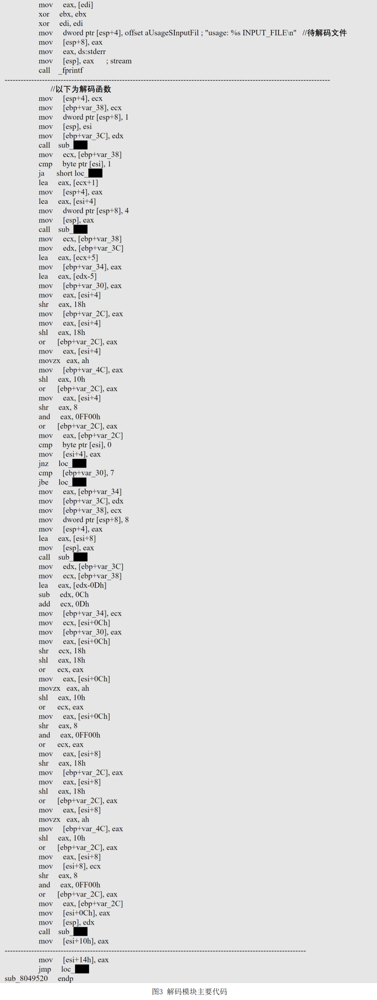 mov eax, [edi]
xor ebx, ebx
xor edi, edi
mov dword ptr [esp+4], offset aUsageSInputFil ; "usage: %s INPUT_FILE\n" //待解码文件
mov [esp+8], eax
mov eax, ds:stderr
mov [esp], eax ; stream
call _fprintf
------------------------------------------------------------------------------------------------------------------------
//以下为解码函数
mov [esp+4], ecx
mov [ebp+var_38], ecx
mov dword ptr [esp+8], 1
mov [esp], esi
mov [ebp+var_3C], edx
call sub_
mov ecx, [ebp+var_38]
cmp byte ptr [esi], 1
ja short loc_
lea eax, [ecx+1]
mov [esp+4], eax
lea eax, [esi+4]
mov dword ptr [esp+8], 4
mov [esp], eax
call sub_
mov ecx, [ebp+var_38]
mov edx, [ebp+var_3C]
lea eax, [ecx+5]
mov [ebp+var_34], eax
lea eax, [edx-5]
mov [ebp+var_30], eax
mov eax, [esi+4]
shr eax, 18h
mov [ebp+var_2C], eax
mov eax, [esi+4]
shl eax, 18h
or [ebp+var_2C], eax
mov eax, [esi+4]
movzx eax, ah
mov [ebp+var_4C], eax
shl eax, 10h
or [ebp+var_2C], eax
mov eax, [esi+4]
shr eax, 8
and eax, 0FF00h
or [ebp+var_2C], eax
mov eax, [ebp+var_2C]
cmp byte ptr [esi], 0
mov [esi+4], eax
jnz loc_
cmp [ebp+var_30], 7
jbe loc_
mov eax, [ebp+var_34]
mov [ebp+var_3C], edx
mov [ebp+var_38], ecx
mov dword ptr [esp+8], 8
mov [esp+4], eax
lea eax, [esi+8]
mov [esp], eax
call sub_
mov edx, [ebp+var_3C]
mov ecx, [ebp+var_38]
lea eax, [edx-0Dh]
sub edx, 0Ch
add ecx, 0Dh
mov [ebp+var_34], ecx
mov ecx, [esi+0Ch]
mov [ebp+var_30], eax
mov eax, [esi+0Ch]
shr ecx, 18h
shl eax, 18h
or ecx, eax
mov eax, [esi+0Ch]
movzx eax, ah
shl eax, 10h
or ecx, eax
mov eax, [esi+0Ch]
shr eax, 8
and eax, 0FF00h
or ecx, eax
mov eax, [esi+8]
shr eax, 18h
mov [ebp+var_2C], eax
mov eax, [esi+8]
shl eax, 18h
or [ebp+var_2C], eax
mov eax, [esi+8]
movzx eax, ah
mov [ebp+var_4C], eax
shl eax, 10h
or [ebp+var_2C], eax
mov eax, [esi+8]
mov [esi+8], ecx
shr eax, 8
and eax, 0FF00h
or [ebp+var_2C], eax
mov eax, [ebp+var_2C]
mov [esi+0Ch], eax
mov [esp], edx
call sub_
mov [esi+10h], eax
---------------------------------------------------------------------------------------------------------------
mov [esi+14h], eax
jmp loc_
sub_8049520 endp
图3 解码模块主要代码